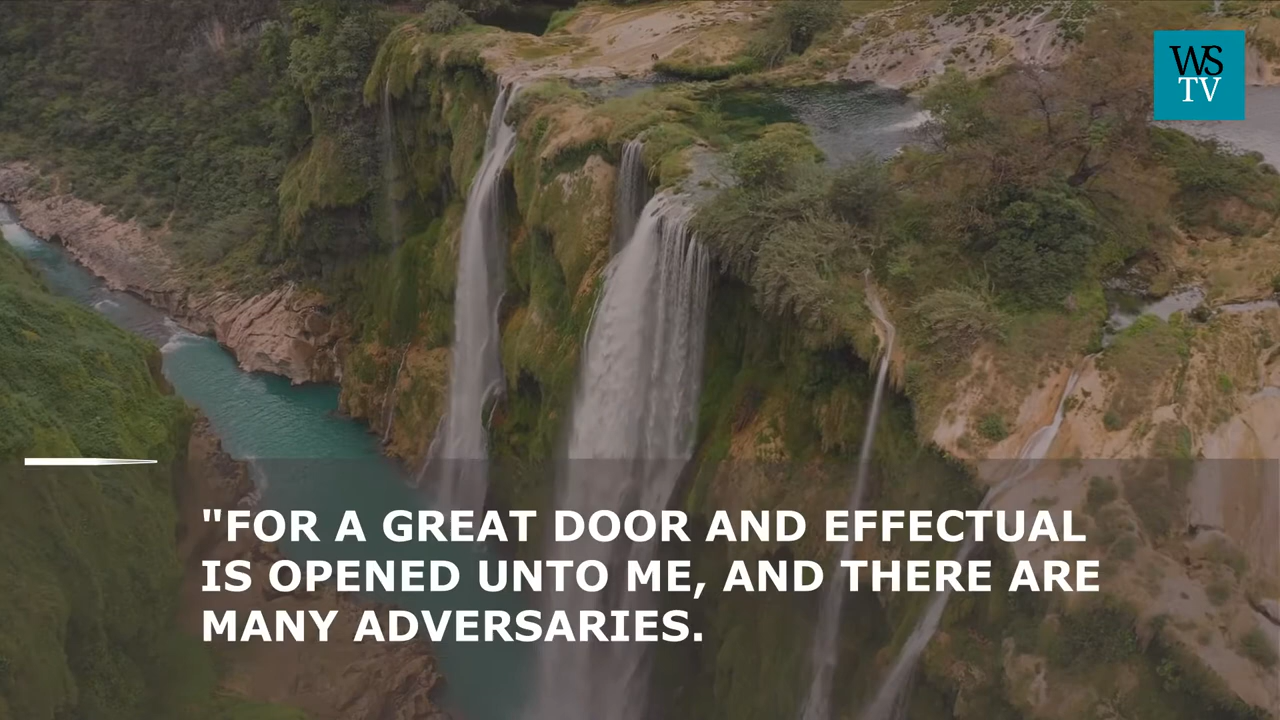 WS
TV
"FOR A GREAT DOOR AND EFFECTUAL
IS OPENED UNTO ME, AND THERE ARE
MANY ADVERSARIES.